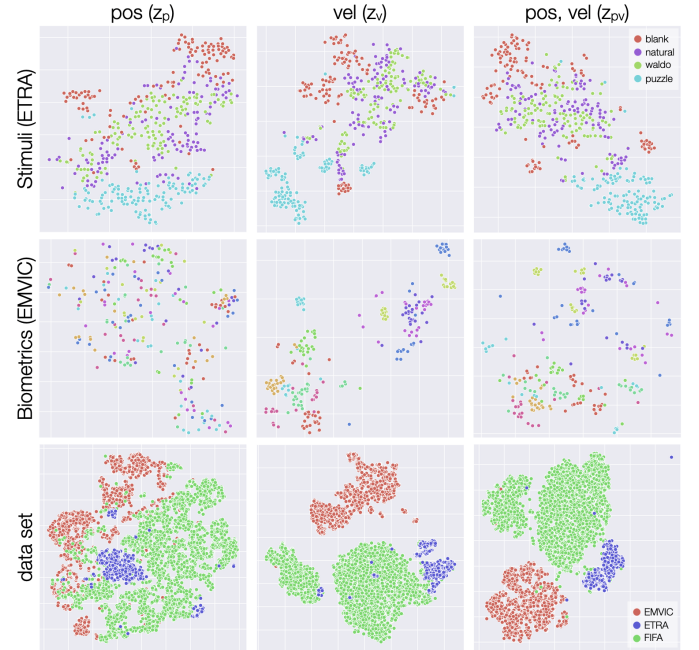 pos (zp)
vel (zv)
pos, vel (zpv)
Stimuli (ETRA)
blank
natural
waldo
puzzle
Biometrics (EMVIC)
data set
EMVIC
ETRA
FIFA